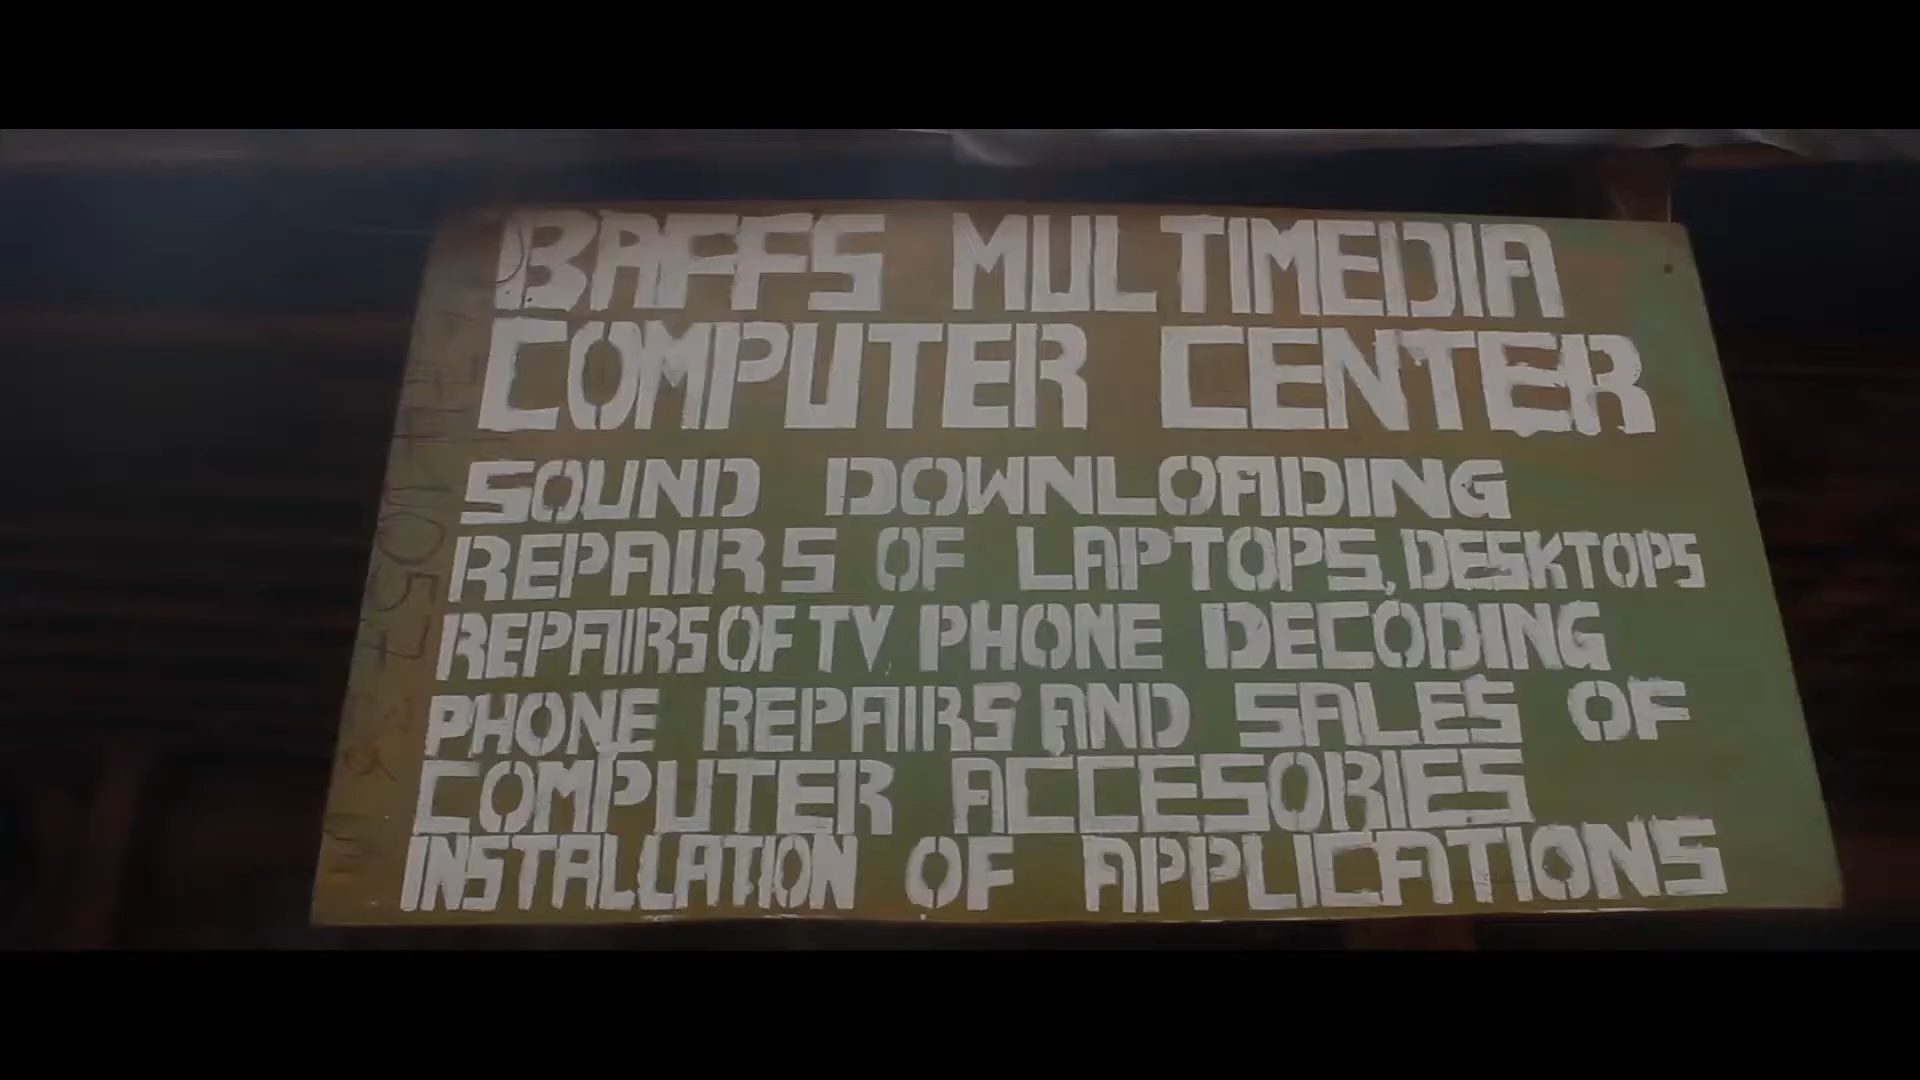 BAFFS MULTIMEDIA
COMPUTER CENTER
SOUND DOWNLOADING
REPAIRS OF LAPTOPS, DESKTOPS
REPAIRS OF TV PHONE DECODING
PHONE REPAIRS AND SALES OF
COMPUTER ACCESORIES
INSTALLATION OF APPLICATIONS